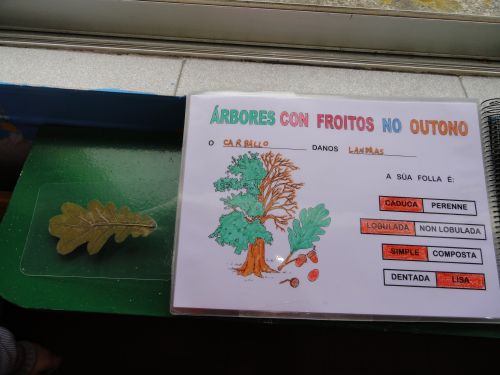 ÁRBORES CON FROITOS NO OUTONO
O CARBALLO DANOS LANDRAS
A SÚA FOLLA É:
CADUCA PERENNE
LOBULADA NON LOBULADA
SIMPLE COMPOSTA
DENTADA LISA